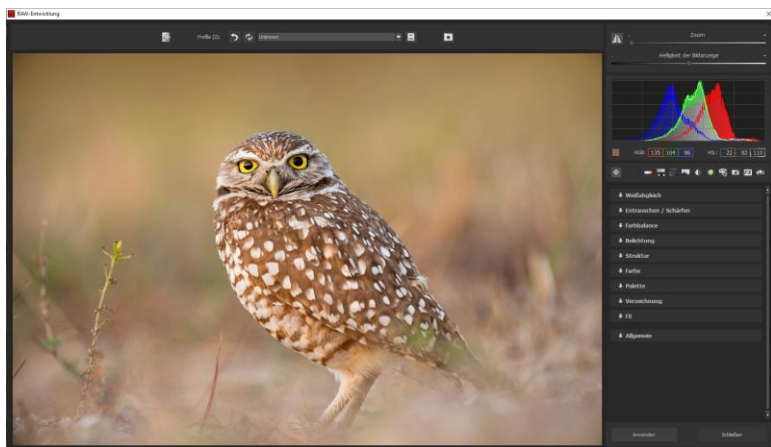 RAW-Entwicklung
Profile (2):
Unknown
Zoom
Helligkeit der Bildanzeige
RGB: 135 104 86 HSL: 22 92 110
Weißabgleich
Entrauschen / Schärfen
Farbbalance
Belichtung
Struktur
Farbe
Palette
Verzeichnung
FX
Allgemein
Anwenden Schließen